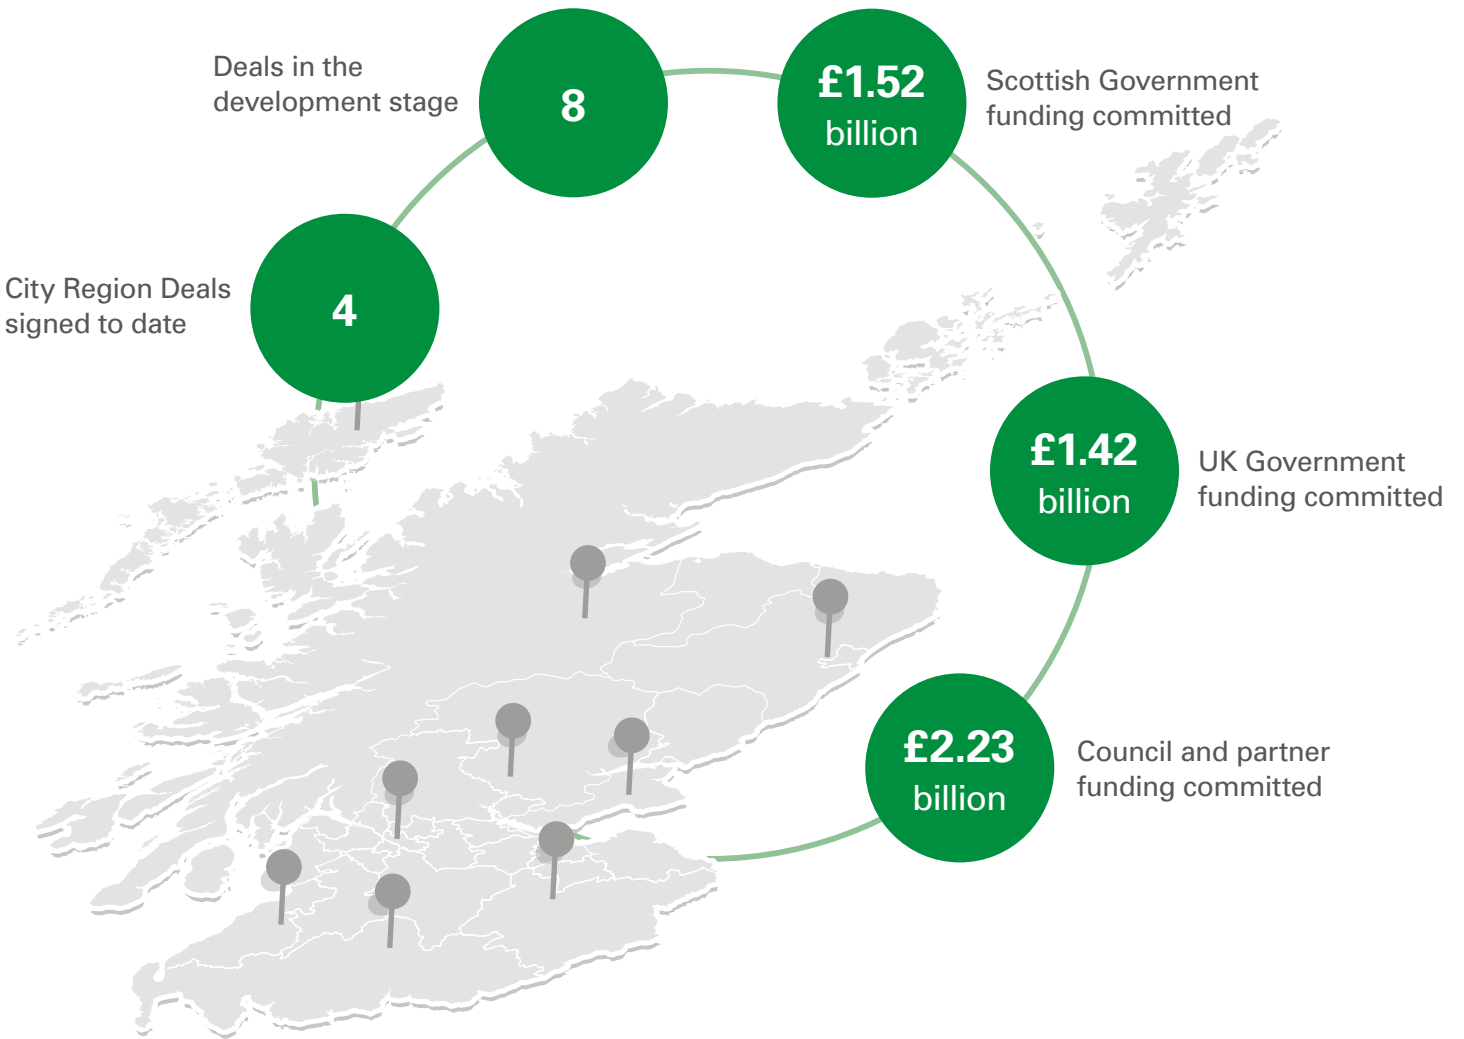 Deals in the
development stage
8
£1.52
billion
Scottish Government
funding committed
City Region Deals
signed to date
4
£1.42
billion
UK Government
funding committed
£2.23
billion
Council and partner
funding committed